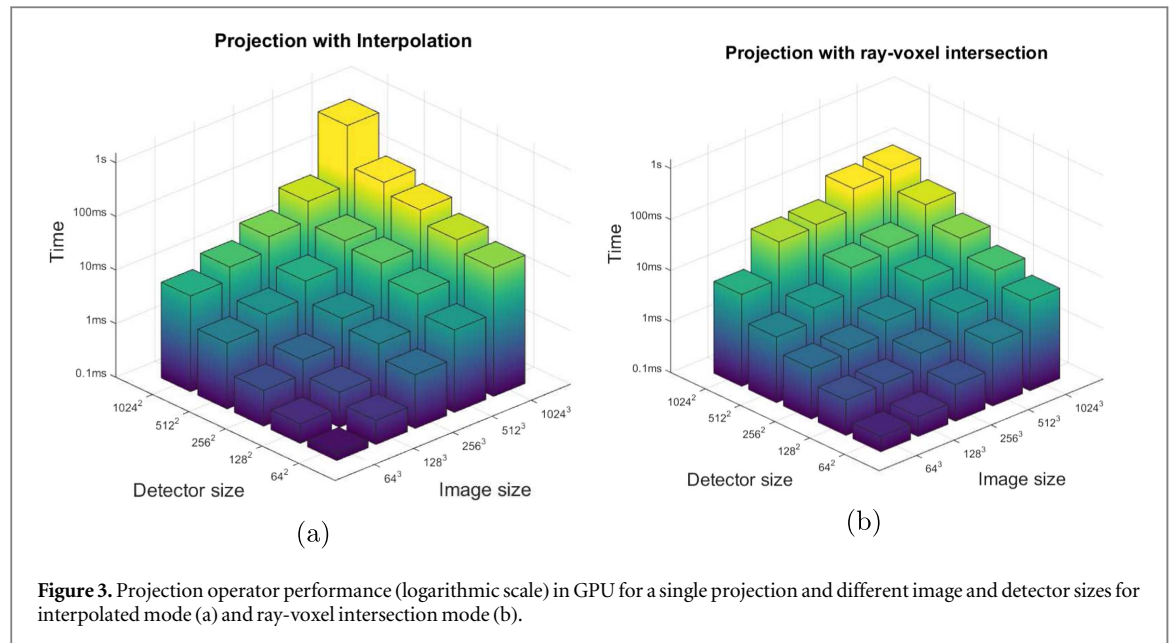 Projection with Interpolation
1s
100ms
10ms
1ms
0.1ms
Time
1024²
512²
256²
128²
64²
Detector size
64³
128³
256³
512³
1024³
Image size
(a)
Projection with ray-voxel intersection
1s
100ms
10ms
1ms
0.1ms
Time
1024²
512²
256²
128²
64²
Detector size
64³
128³
256³
512³
1024³
Image size
(b)
Figure 3. Projection operator performance (logarithmic scale) in GPU for a single projection and different image and detector sizes for
interpolated mode (a) and ray-voxel intersection mode (b).